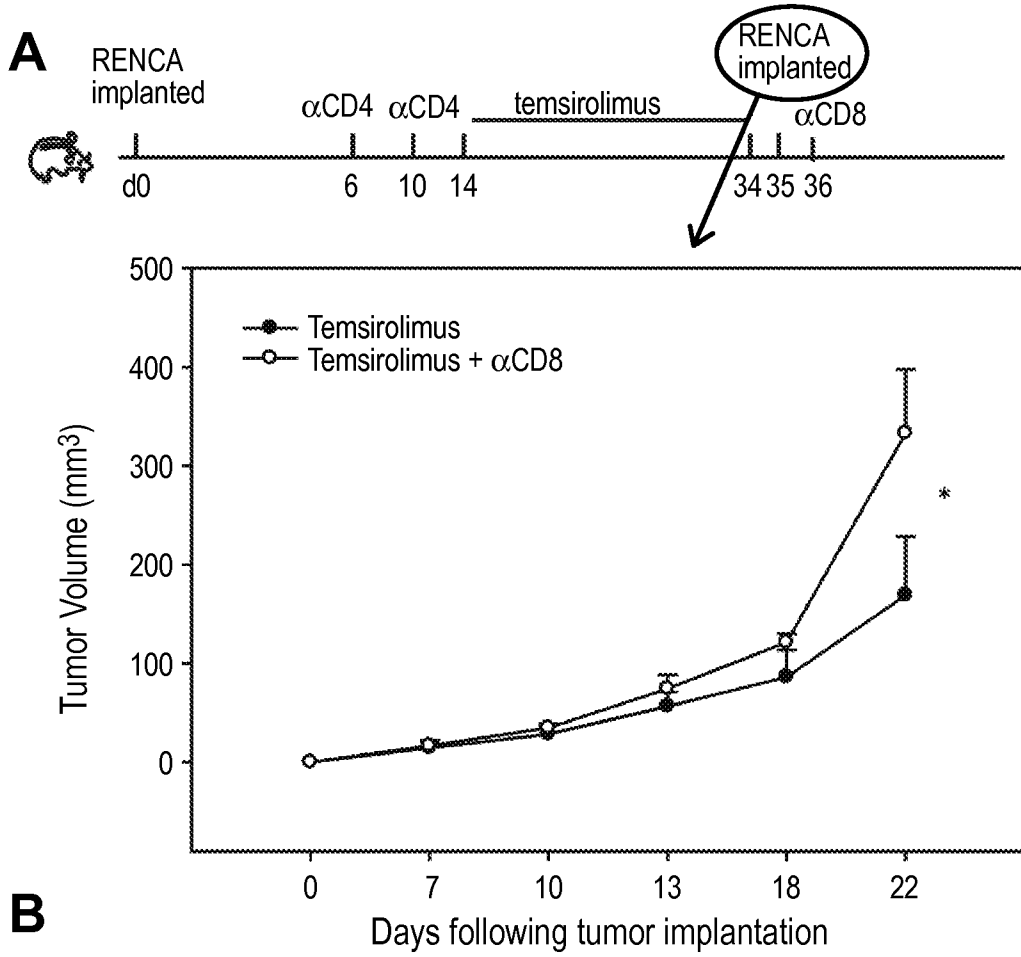 A
RENCA
implanted
αCD4 αCD4
temsirolimus
RENCA
implanted
αCD8
d0 6 10 14 34 35 36
500
400
300
200
100
0
Tumor Volume (mm³)
Temsirolimus
Temsirolimus + αCD8
*
0 7 10 13 18 22
Days following tumor implantation
B